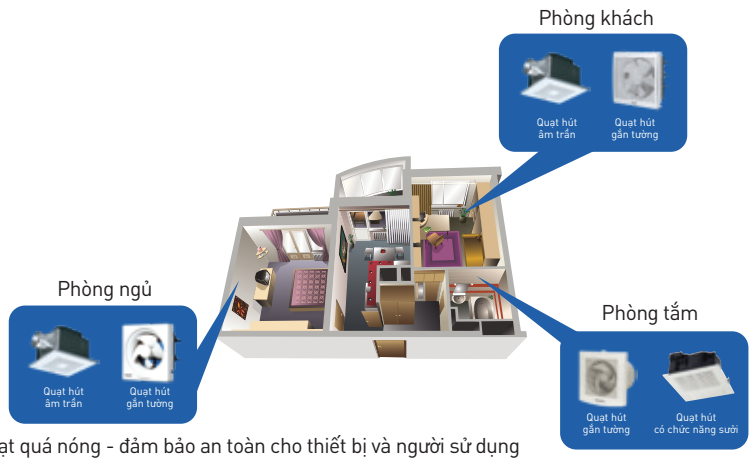 Phòng khách
Quạt hút
âm trần
Quạt hút
gắn tường
Phòng ngủ
Quạt hút
âm trần
Quạt hút
gắn tường
Phòng tắm
Quạt hút
gắn tường
Quạt hút
có chức năng sưởi
ạt quá nóng - đảm bảo an toàn cho thiết bị và người sử dụng